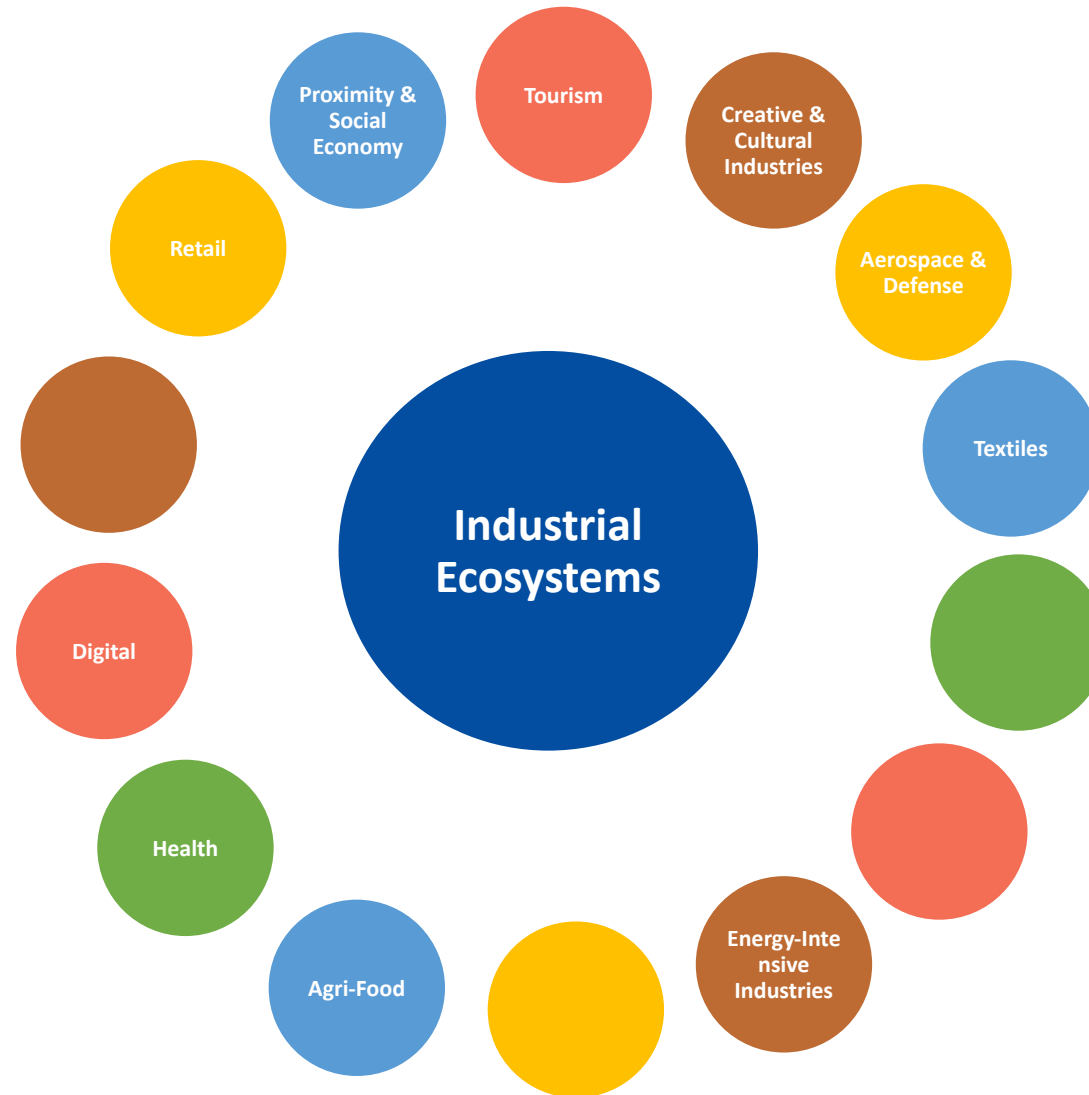 Tourism
Creative &
Cultural
Industries
Aerospace &
Defense
Textiles
Energy-Inte
nsive
Industries
Agri-Food
Health
Digital
Retail
Proximity &
Social
Economy
Industrial
Ecosystems